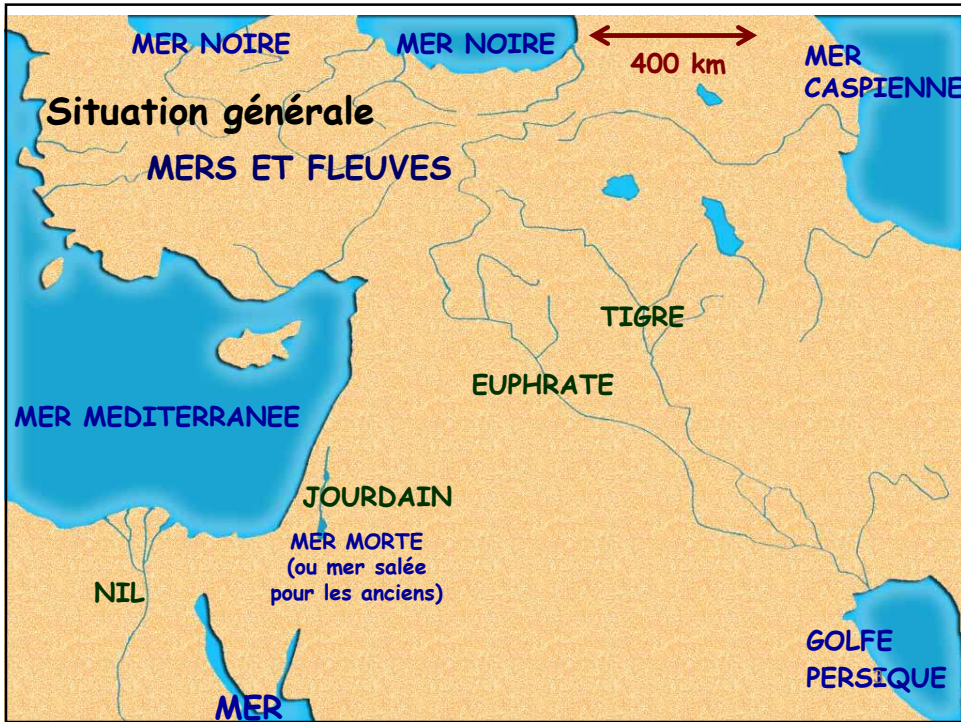 MER NOIRE
MER NOIRE
400 km
MER
CASPIENNE
Situation générale
MERS ET FLEUVES
TIGRE
EUPHRATE
MER MEDITERRANEE
JOURDAIN
MER MORTE
(ou mer salée
pour les anciens)
NIL
GOLFE
PERSIQUE
MER